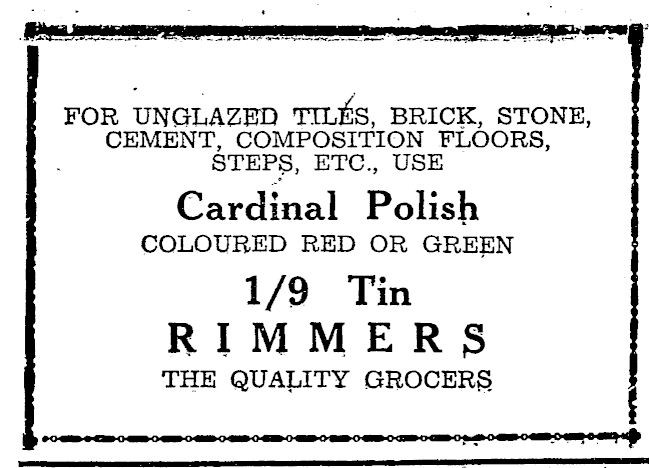 FOR UNGLAZED TILES, BRICK, STONE,
CEMENT, COMPOSITION FLOORS,
STEPS, ETC., USE
Cardinal Polish
COLOURED RED OR GREEN
1/9 Tin
RIMMERS
THE QUALITY GROCERS